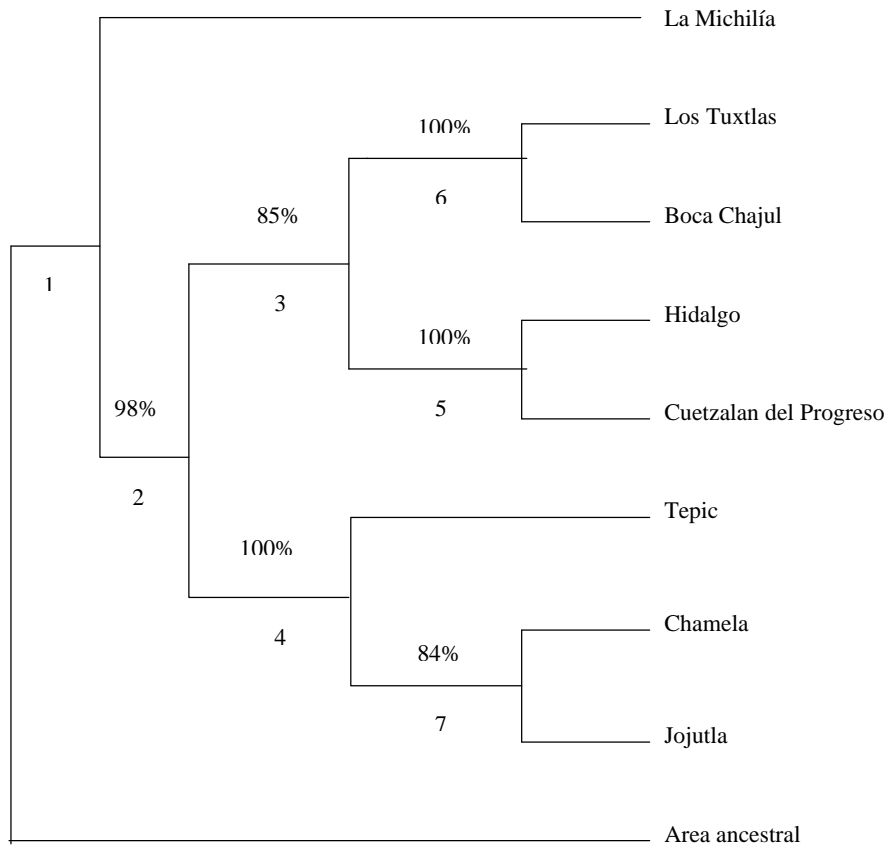 La Michilía
Los Tuxtlas
100%
6
Boca Chajul
85%
3
1
Hidalgo
100%
5
Cuetzalan del Progreso
98%
2
Tepic
100%
4
Chamela
84%
7
Jojutla
Area ancestral